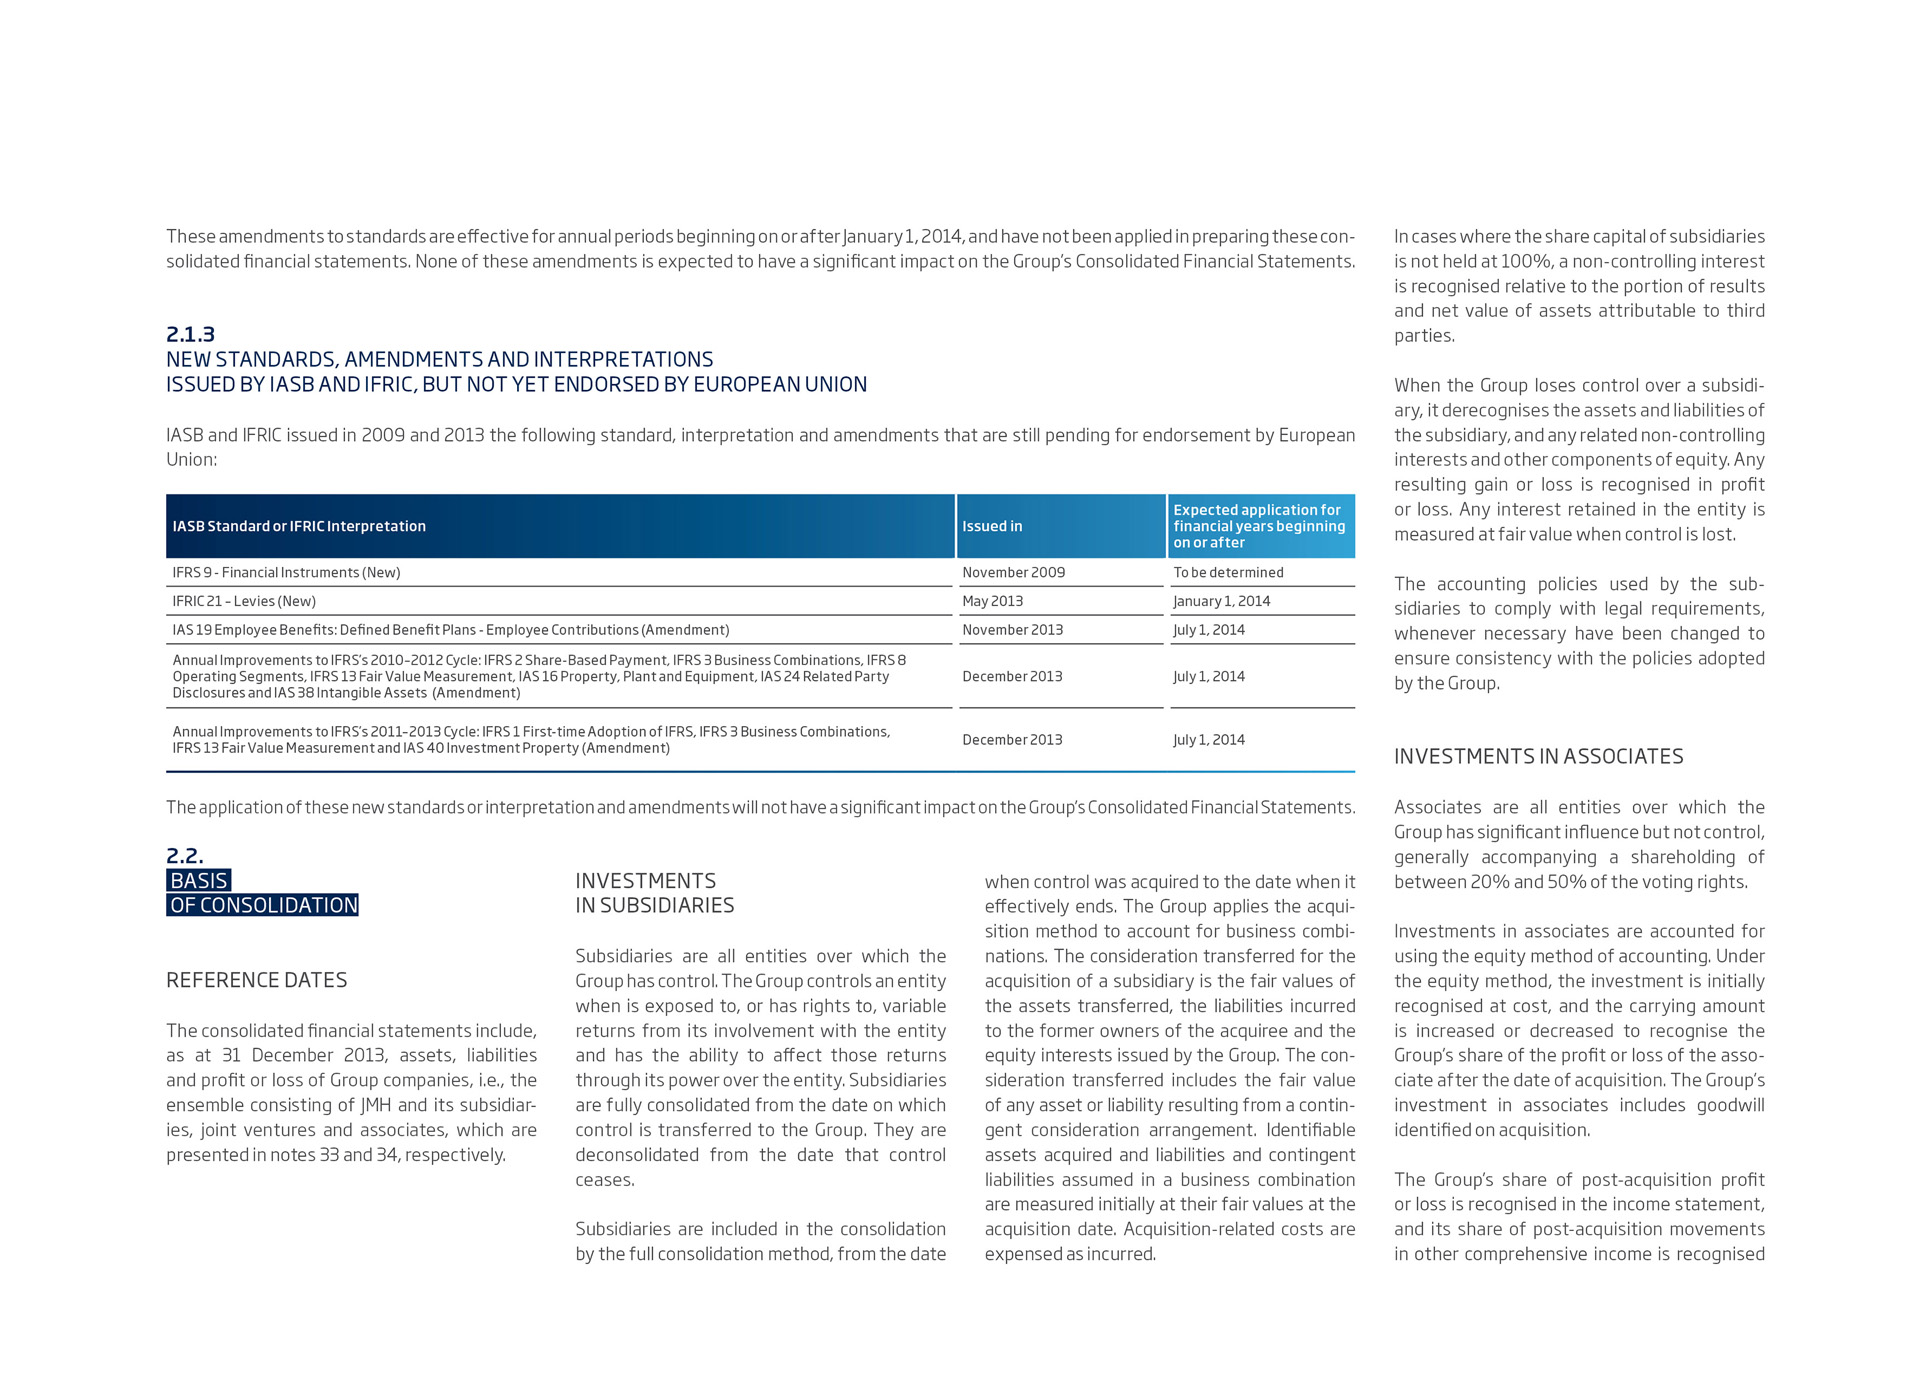 These amendments to standards are effective for annual periods beginning on or after January 1, 2014, and have not been applied in preparing these con-
solidated financial statements. None of these amendments is expected to have a significant impact on the Group's Consolidated Financial Statements.
2.1.3
NEW STANDARDS, AMENDMENTS AND INTERPRETATIONS
ISSUED BY IASB AND IFRIC, BUT NOT YET ENDORSED BY EUROPEAN UNION
IASB and IFRIC issued in 2009 and 2013 the following standard, interpretation and amendments that are still pending for endorsement by European
Union:
IASB Standard or IFRIC Interpretation
Issued in
Expected application for
financial years beginning
on or after
IFRS 9 - Financial Instruments (New)
November 2009
To be determined
IFRIC 21 – Levies (New)
May 2013
January 1, 2014
IAS 19 Employee Benefits: Defined Benefit Plans - Employee Contributions (Amendment)
November 2013
July 1, 2014
Annual Improvements to IFRS's 2010–2012 Cycle: IFRS 2 Share-Based Payment, IFRS 3 Business Combinations, IFRS 8
Operating Segments, IFRS 13 Fair Value Measurement, IAS 16 Property, Plant and Equipment, IAS 24 Related Party
Disclosures and IAS 38 Intangible Assets (Amendment)
December 2013
July 1, 2014
Annual Improvements to IFRS's 2011–2013 Cycle: IFRS 1 First-time Adoption of IFRS, IFRS 3 Business Combinations,
IFRS 13 Fair Value Measurement and IAS 40 Investment Property (Amendment)
December 2013
July 1, 2014
The application of these new standards or interpretation and amendments will not have a significant impact on the Group's Consolidated Financial Statements.
2.2.
BASIS
OF CONSOLIDATION
REFERENCE DATES
The consolidated financial statements include,
as at 31 December 2013, assets, liabilities
and profit or loss of Group companies, i.e., the
ensemble consisting of JMH and its subsidiar-
ies, joint ventures and associates, which are
presented in notes 33 and 34, respectively.
INVESTMENTS
IN SUBSIDIARIES
Subsidiaries are all entities over which the
Group has control. The Group controls an entity
when is exposed to, or has rights to, variable
returns from its involvement with the entity
and has the ability to affect those returns
through its power over the entity. Subsidiaries
are fully consolidated from the date on which
control is transferred to the Group. They are
deconsolidated from the date that control
ceases.
Subsidiaries are included in the consolidation
by the full consolidation method, from the date
when control was acquired to the date when it
effectively ends. The Group applies the acqui-
sition method to account for business combi-
nations. The consideration transferred for the
acquisition of a subsidiary is the fair values of
the assets transferred, the liabilities incurred
to the former owners of the acquiree and the
equity interests issued by the Group. The con-
sideration transferred includes the fair value
of any asset or liability resulting from a contin-
gent consideration arrangement. Identifiable
assets acquired and liabilities and contingent
liabilities assumed in a business combination
are measured initially at their fair values at the
acquisition date. Acquisition-related costs are
expensed as incurred.
In cases where the share capital of subsidiaries
is not held at 100%, a non-controlling interest
is recognised relative to the portion of results
and net value of assets attributable to third
parties.
When the Group loses control over a subsidi-
ary, it derecognises the assets and liabilities of
the subsidiary, and any related non-controlling
interests and other components of equity. Any
resulting gain or loss is recognised in profit
or loss. Any interest retained in the entity is
measured at fair value when control is lost.
The accounting policies used by the sub-
sidiaries to comply with legal requirements,
whenever necessary have been changed to
ensure consistency with the policies adopted
by the Group.
INVESTMENTS IN ASSOCIATES
Associates are all entities over which the
Group has significant influence but not control,
generally accompanying a shareholding of
between 20% and 50% of the voting rights.
Investments in associates are accounted for
using the equity method of accounting. Under
the equity method, the investment is initially
recognised at cost, and the carrying amount
is increased or decreased to recognise the
Group's share of the profit or loss of the asso-
ciate after the date of acquisition. The Group's
investment in associates includes goodwill
identified on acquisition.
The Group's share of post-acquisition profit
or loss is recognised in the income statement,
and its share of post-acquisition movements
in other comprehensive income is recognised